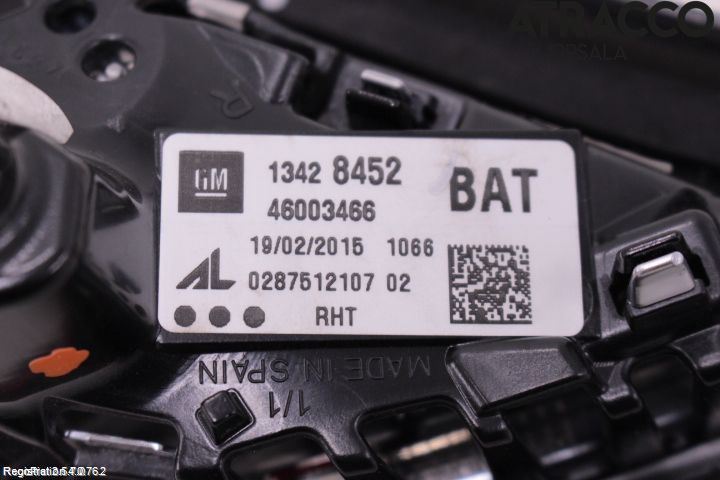 ATRACCO
UPPSALA
R
GM
1342 8452
BAT
46003466
19/02/2015 1066
AL 0287512107 02
RHT
MADE IN SPAIN
1/1